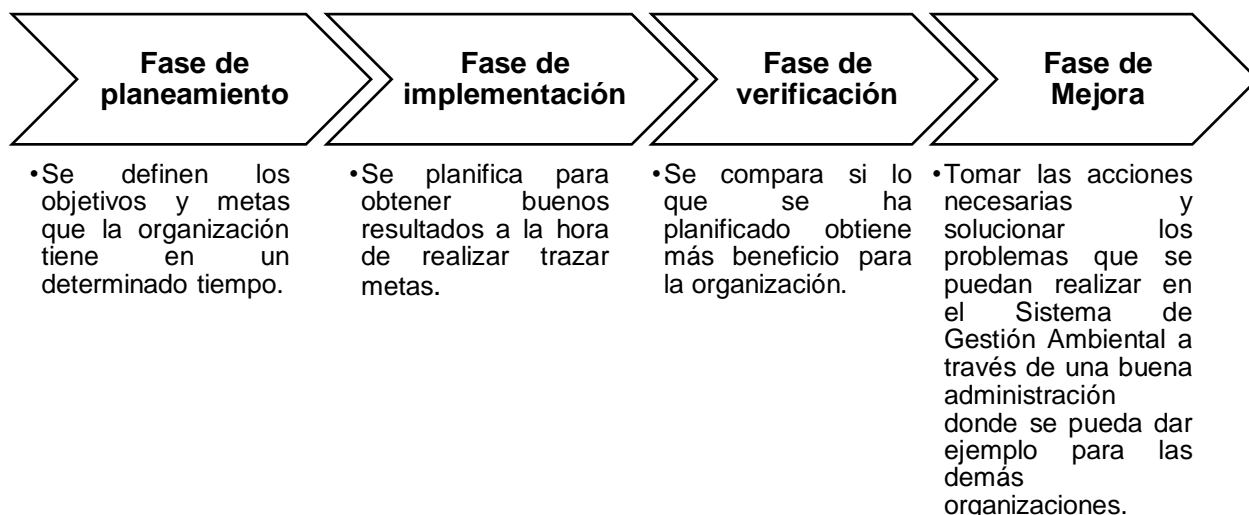 Fase de
planeamiento
Fase de
implementación
Fase de
verificación
Fase de
Mejora
•Se definen los
objetivos y metas
que la organización
tiene en un
determinado tiempo.
•Se planifica para
obtener buenos
resultados a la hora
de realizar trazar
metas.
•Se compara si lo
que se ha
planificado obtiene
más beneficio para
la organización.
•Tomar las acciones
necesarias y
solucionar los
problemas que se
puedan realizar en
el Sistema de
Gestión Ambiental a
través de una buena
administración
donde se pueda dar
ejemplo para las
demás
organizaciones.